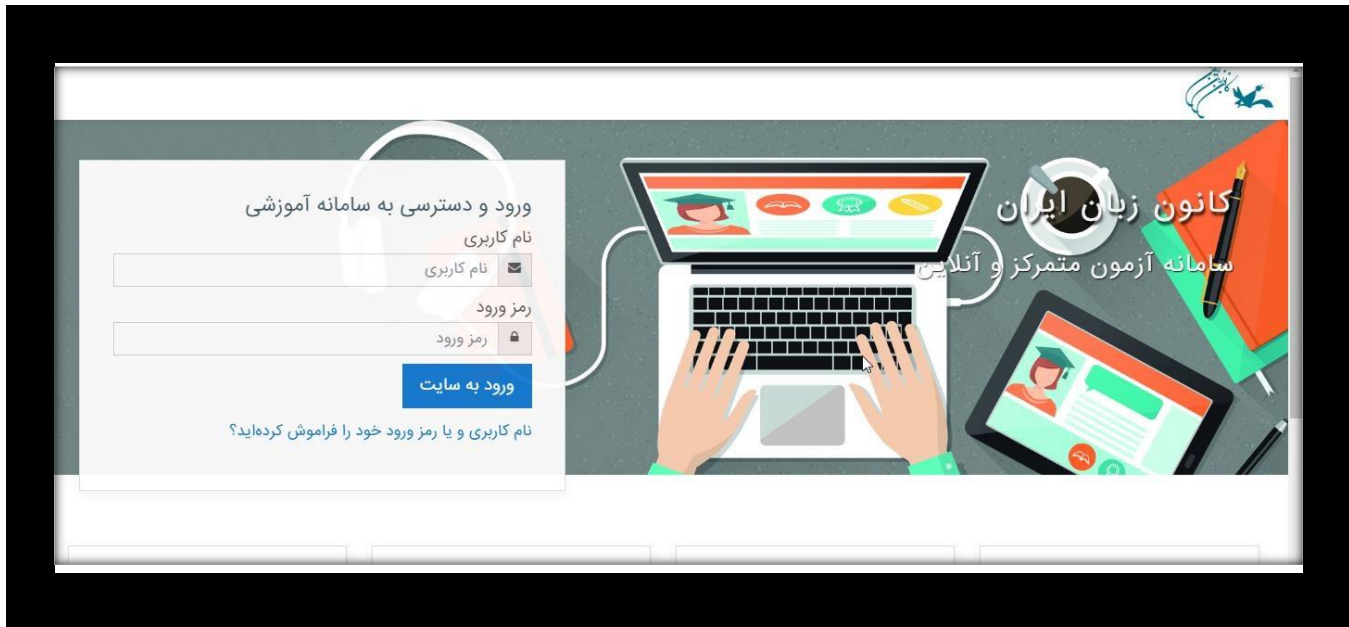 کانون زبان ایران
سامانه آزمون متمرکز و آنلاین
ورود و دسترسی به سامانه آموزشی
نام کاربری
نام کاربری
رمز ورود
رمز ورود
ورود به سایت
نام کاربری و یا رمز ورود خود را فراموش کرده‌اید؟